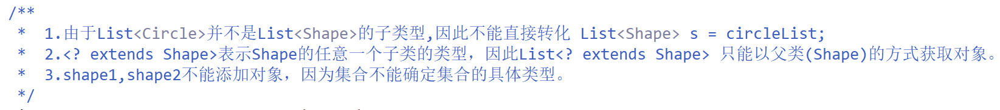 /**
* 1.由于List<Circle>并不是List<Shape>的子类型,因此不能直接转化 List<Shape> s = circleList;
* 2.<? extends Shape>表示Shape的任意一个子类的类型，因此List<? extends Shape> 只能以父类(Shape)的方式获取对象。
* 3.shape1,shape2不能添加对象，因为集合不能确定集合的具体类型。
*/